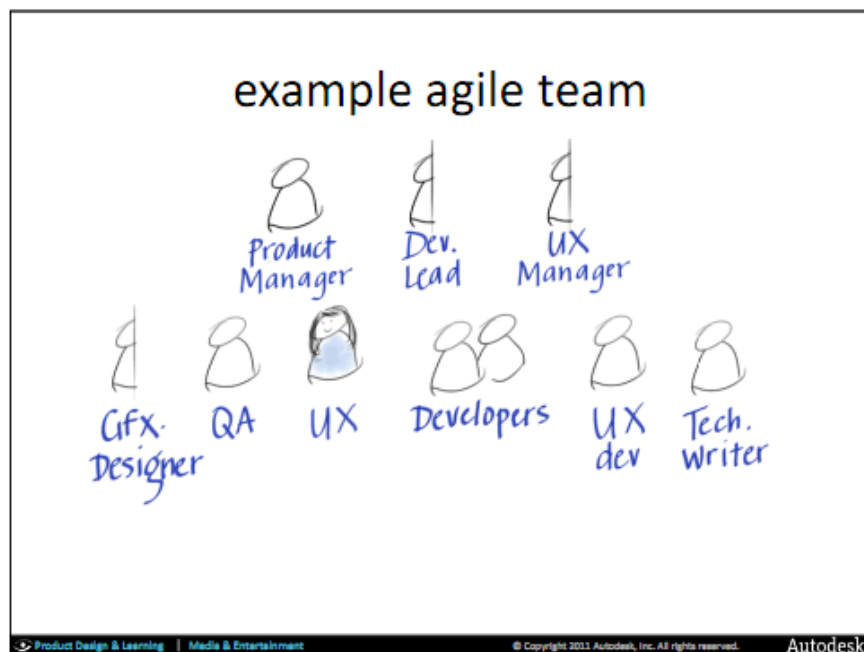 example agile team
Product
Manager
Dev.
Lead
UX
Manager
Gfx.
Designer
QA
UX
Developers
UX
dev
Tech.
Writer
Product Design & Learning | Media & Entertainment
© Copyright 2011 Autodesk, Inc. All rights reserved.
Autodesk